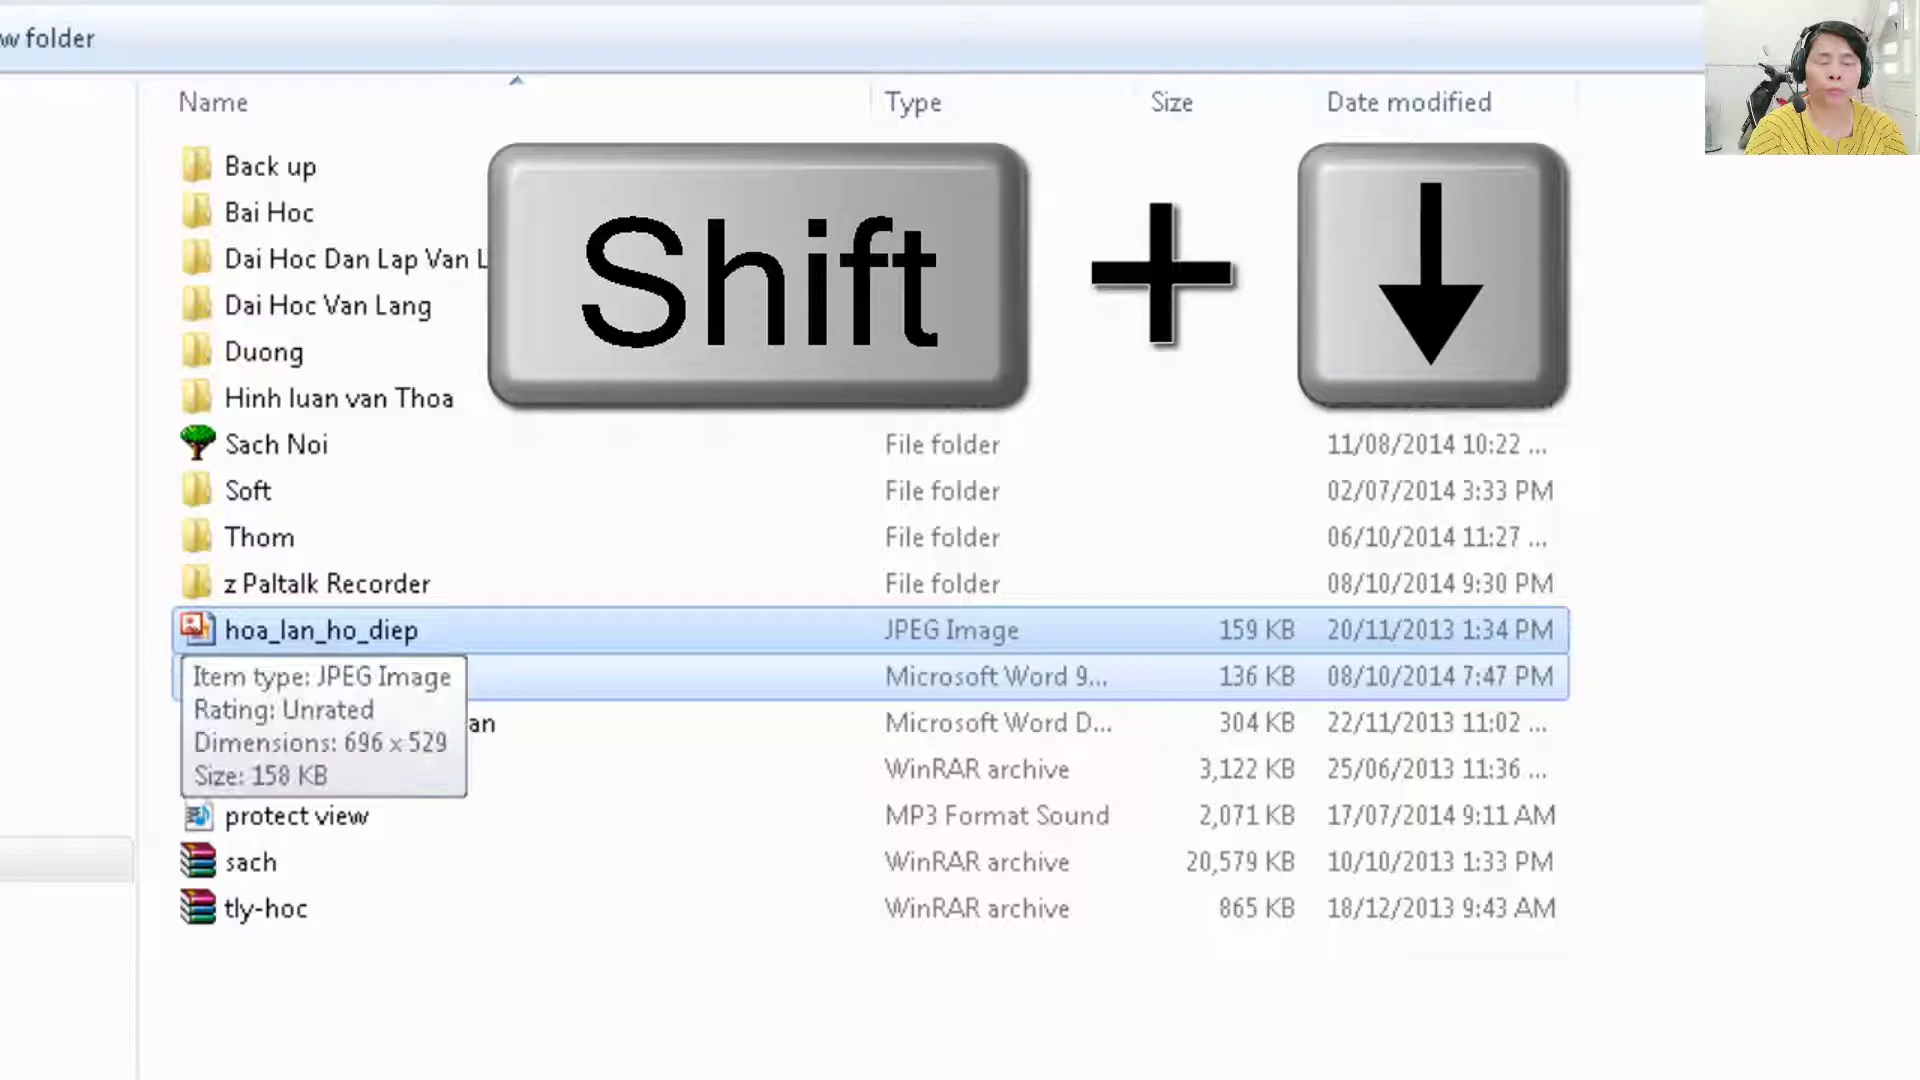 w folder
Name Type Size Date modified
Back up
Bai Hoc
Dai Hoc Dan Lap Van L
Dai Hoc Van Lang
Duong
Hinh luan van Thoa
Shift + ↓
Sach Noi File folder 11/08/2014 10:22 ...
Soft File folder 02/07/2014 3:33 PM
Thom File folder 06/10/2014 11:27 ...
z Paltalk Recorder File folder 08/10/2014 9:30 PM
hoa_lan_ho_diep JPEG Image 159 KB 20/11/2013 1:34 PM
Microsoft Word 9... 136 KB 08/10/2014 7:47 PM
an Microsoft Word D... 304 KB 22/11/2013 11:02 ...
WinRAR archive 3,122 KB 25/06/2013 11:36 ...
Item type: JPEG Image
Rating: Unrated
Dimensions: 696 x 529
Size: 158 KB
protect view MP3 Format Sound 2,071 KB 17/07/2014 9:11 AM
sach WinRAR archive 20,579 KB 10/10/2013 1:33 PM
tly-hoc WinRAR archive 865 KB 18/12/2013 9:43 AM